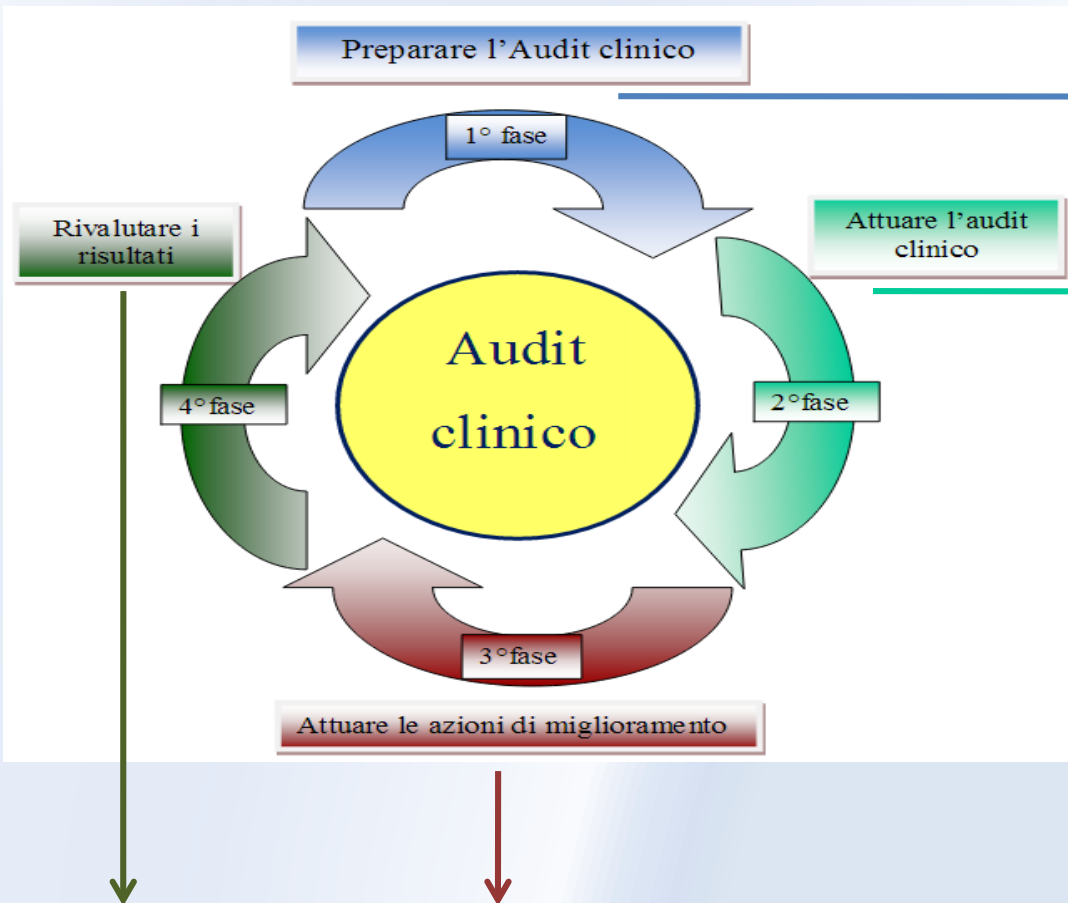 Preparare l’Audit clinico
1° fase
Rivalutare i
risultati
Attuare l’audit
clinico
Audit
clinico
4°fase
2°fase
3°fase
Attuare le azioni di miglioramento